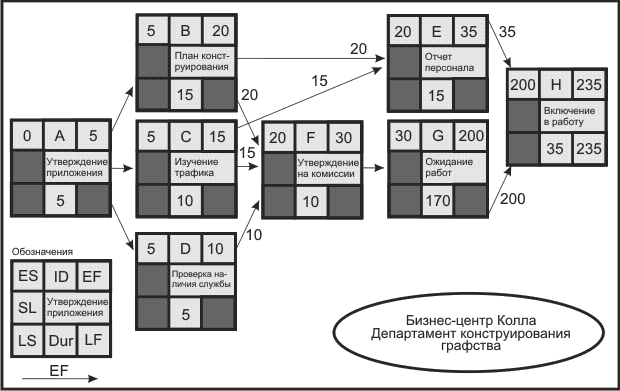 5 B 20
План конст-
руирования
15
20 E 35
Отчет
персонала
15
35
20
15
20
200 H 235
Включение
в работу
35 235
0 A 5
Утверждение
приложения
5
5 C 15
Изучение
трафика
10
15
20 F 30
Утверждение
на комиссии
10
30 G 200
Ожидание
работ
170
200
5 D 10
Проверка на-
личия службы
5
10
Обозначения
ES ID EF
SL Утверждение
приложения
LS Dur LF
EF
Бизнес-центр Колла
Департамент конструирования
графства